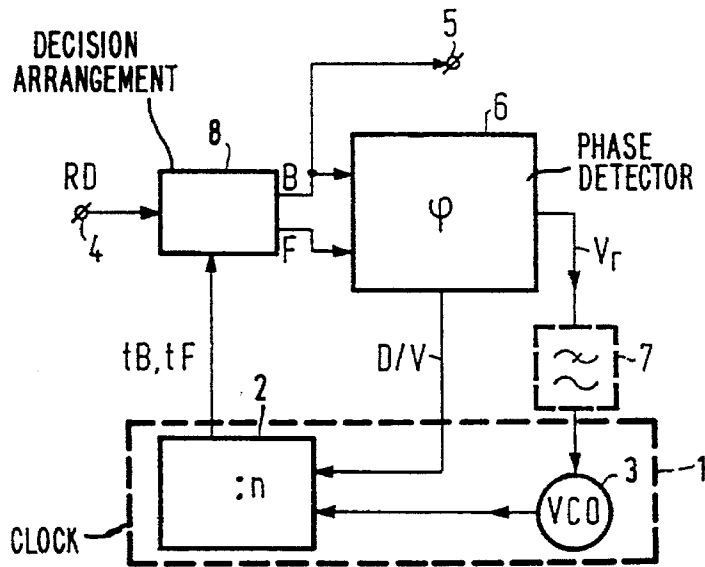 5
DECISION
ARRANGEMENT
8
6
RD
B
PHASE
DETECTOR
4
F
φ
Vr
tB, tF
D/V
7
2
:n
3
1
VCO
CLOCK